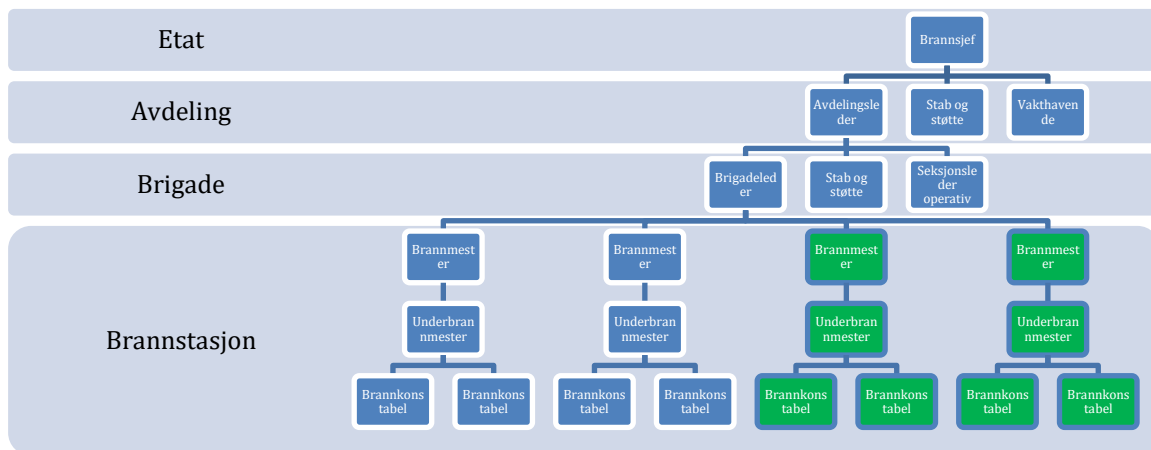 Etat
Brannsjef
Avdeling
Avdelingsle
der
Stab og
støtte
Vakthaven
de
Brigade
Brigadeled
er
Stab og
støtte
Seksjonsle
der
operativ
Brannstasjon
Brannmest
er
Brannmest
er
Brannmest
er
Brannmest
er
Underbran
nmester
Underbran
nmester
Underbran
nmester
Underbran
nmester
Brannkons
tabel
Brannkons
tabel
Brannkons
tabel
Brannkons
tabel
Brannkons
tabel
Brannkons
tabel
Brannkons
tabel
Brannkons
tabel